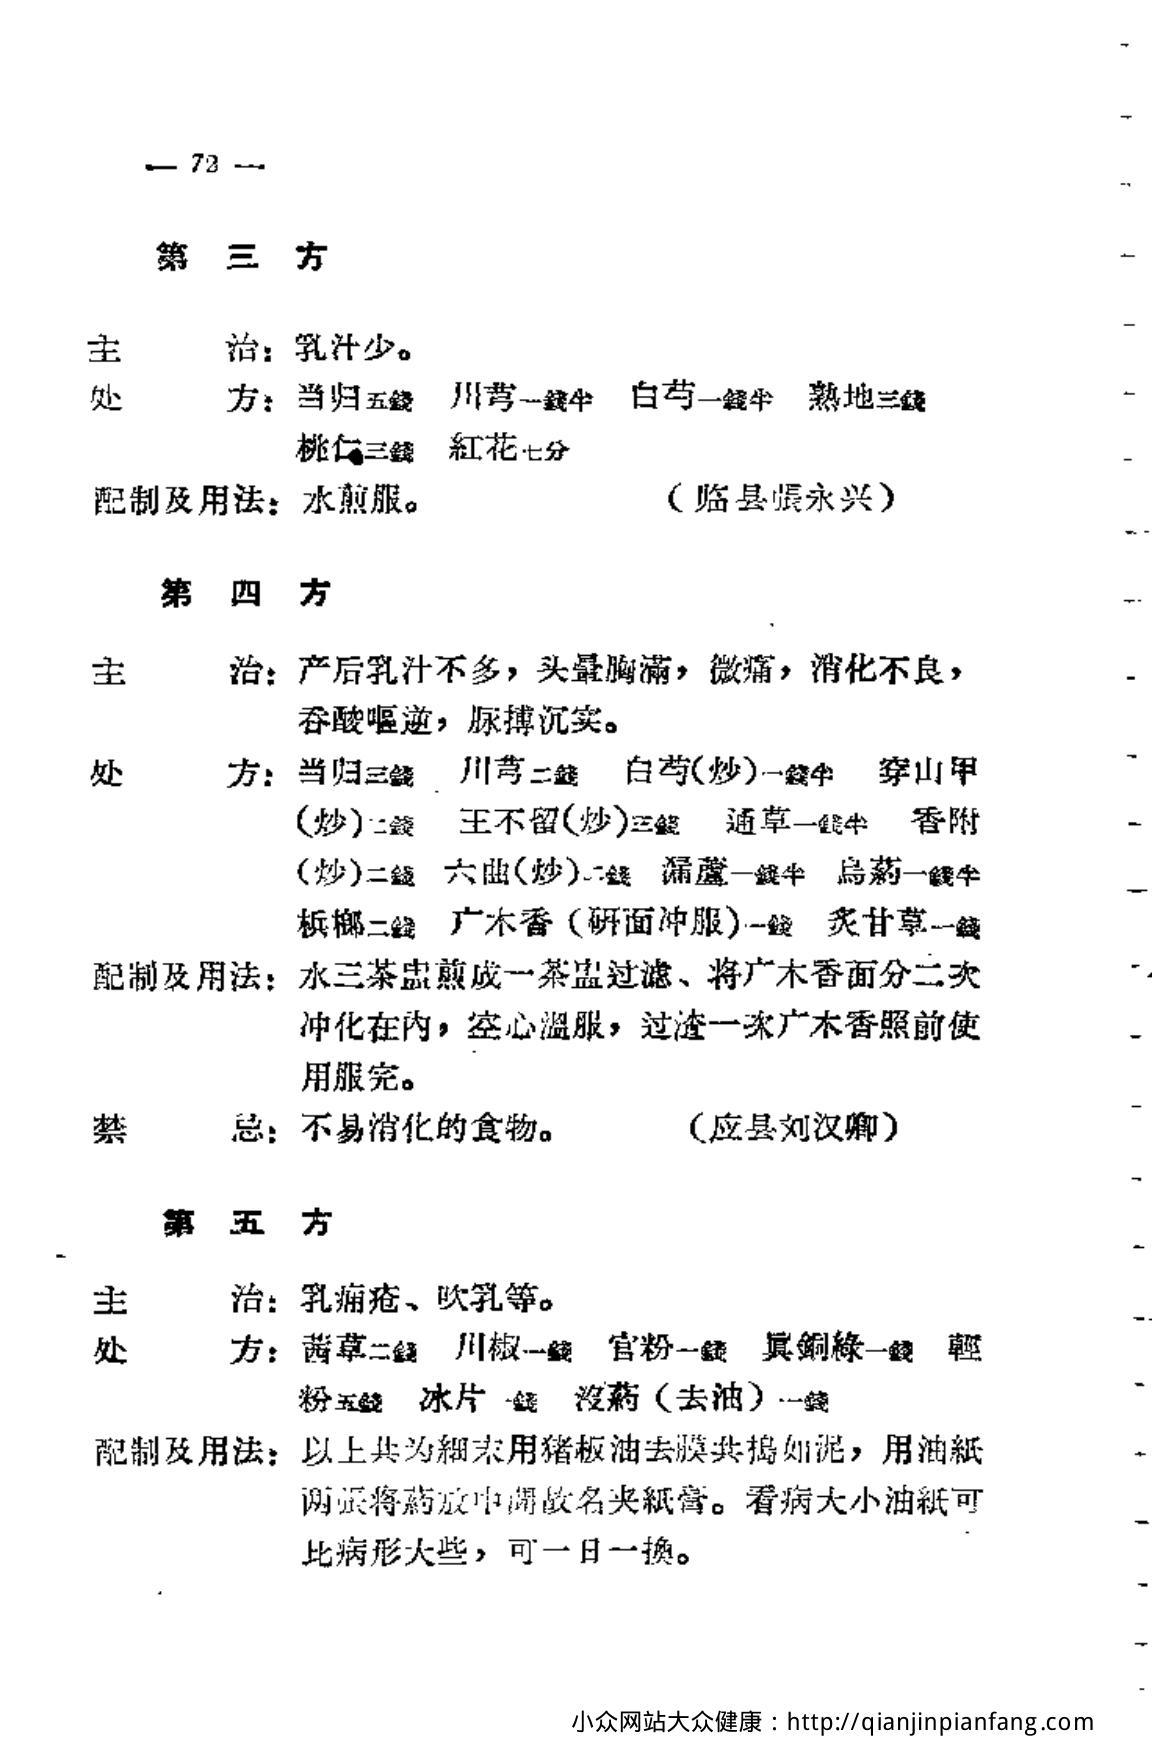 — 72 —
第 三 方
主 治：乳汁少。
处 方：当归五錢 川芎一錢半 白芍一錢半 熟地三錢
桃仁三錢 紅花七分
配制及用法：水煎服。 （临县張永兴）
第 四 方
主 治：产后乳汁不多，头暈胸滿，微痛，消化不良，
吞酸嘔逆，脉搏沉实。
处 方：当归三錢 川芎二錢 白芍(炒)一錢半 穿山甲
(炒)二錢 王不留(炒)三錢 通草一錢半 香附
(炒)二錢 六曲(炒)二錢 漏蘆一錢半 烏葯一錢半
梹榔二錢 广木香（研面冲服)一錢 炙甘草一錢
配制及用法：水三茶盅煎成一茶盅过滤、将广木香面分二次
冲化在內，空心溫服，过渣一次广木香照前使
用服完。
禁 忌：不易消化的食物。 （应县刘汉卿）
第 五 方
主 治：乳痈疮、吹乳等。
处 方：茜草二錢 川椒一錢 官粉一錢 眞銅綠一錢 輕
粉五錢 冰片一錢 沒葯（去油）一錢
配制及用法：以上共为細末用猪板油去膜共搗如泥，用油紙
两张将葯放中間故名夹紙膏。看病大小油紙可
比病形大些，可一日一換。
小众网站大众健康：http://qianjinpianfang.com